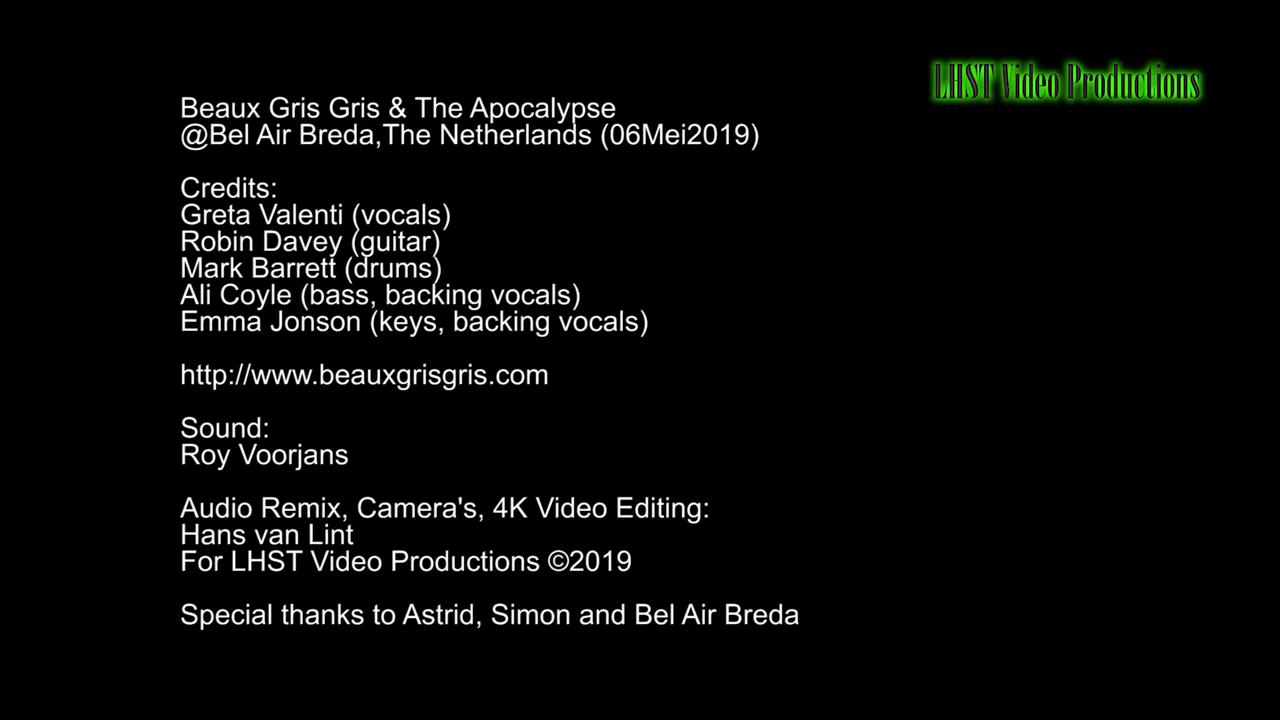 LHST Video Productions
Beaux Gris Gris & The Apocalypse
@Bel Air Breda,The Netherlands (06Mei2019)
Credits:
Greta Valenti (vocals)
Robin Davey (guitar)
Mark Barrett (drums)
Ali Coyle (bass, backing vocals)
Emma Jonson (keys, backing vocals)
http://www.beauxgrisgris.com
Sound:
Roy Voorjans
Audio Remix, Camera's, 4K Video Editing:
Hans van Lint
For LHST Video Productions ©2019
Special thanks to Astrid, Simon and Bel Air Breda